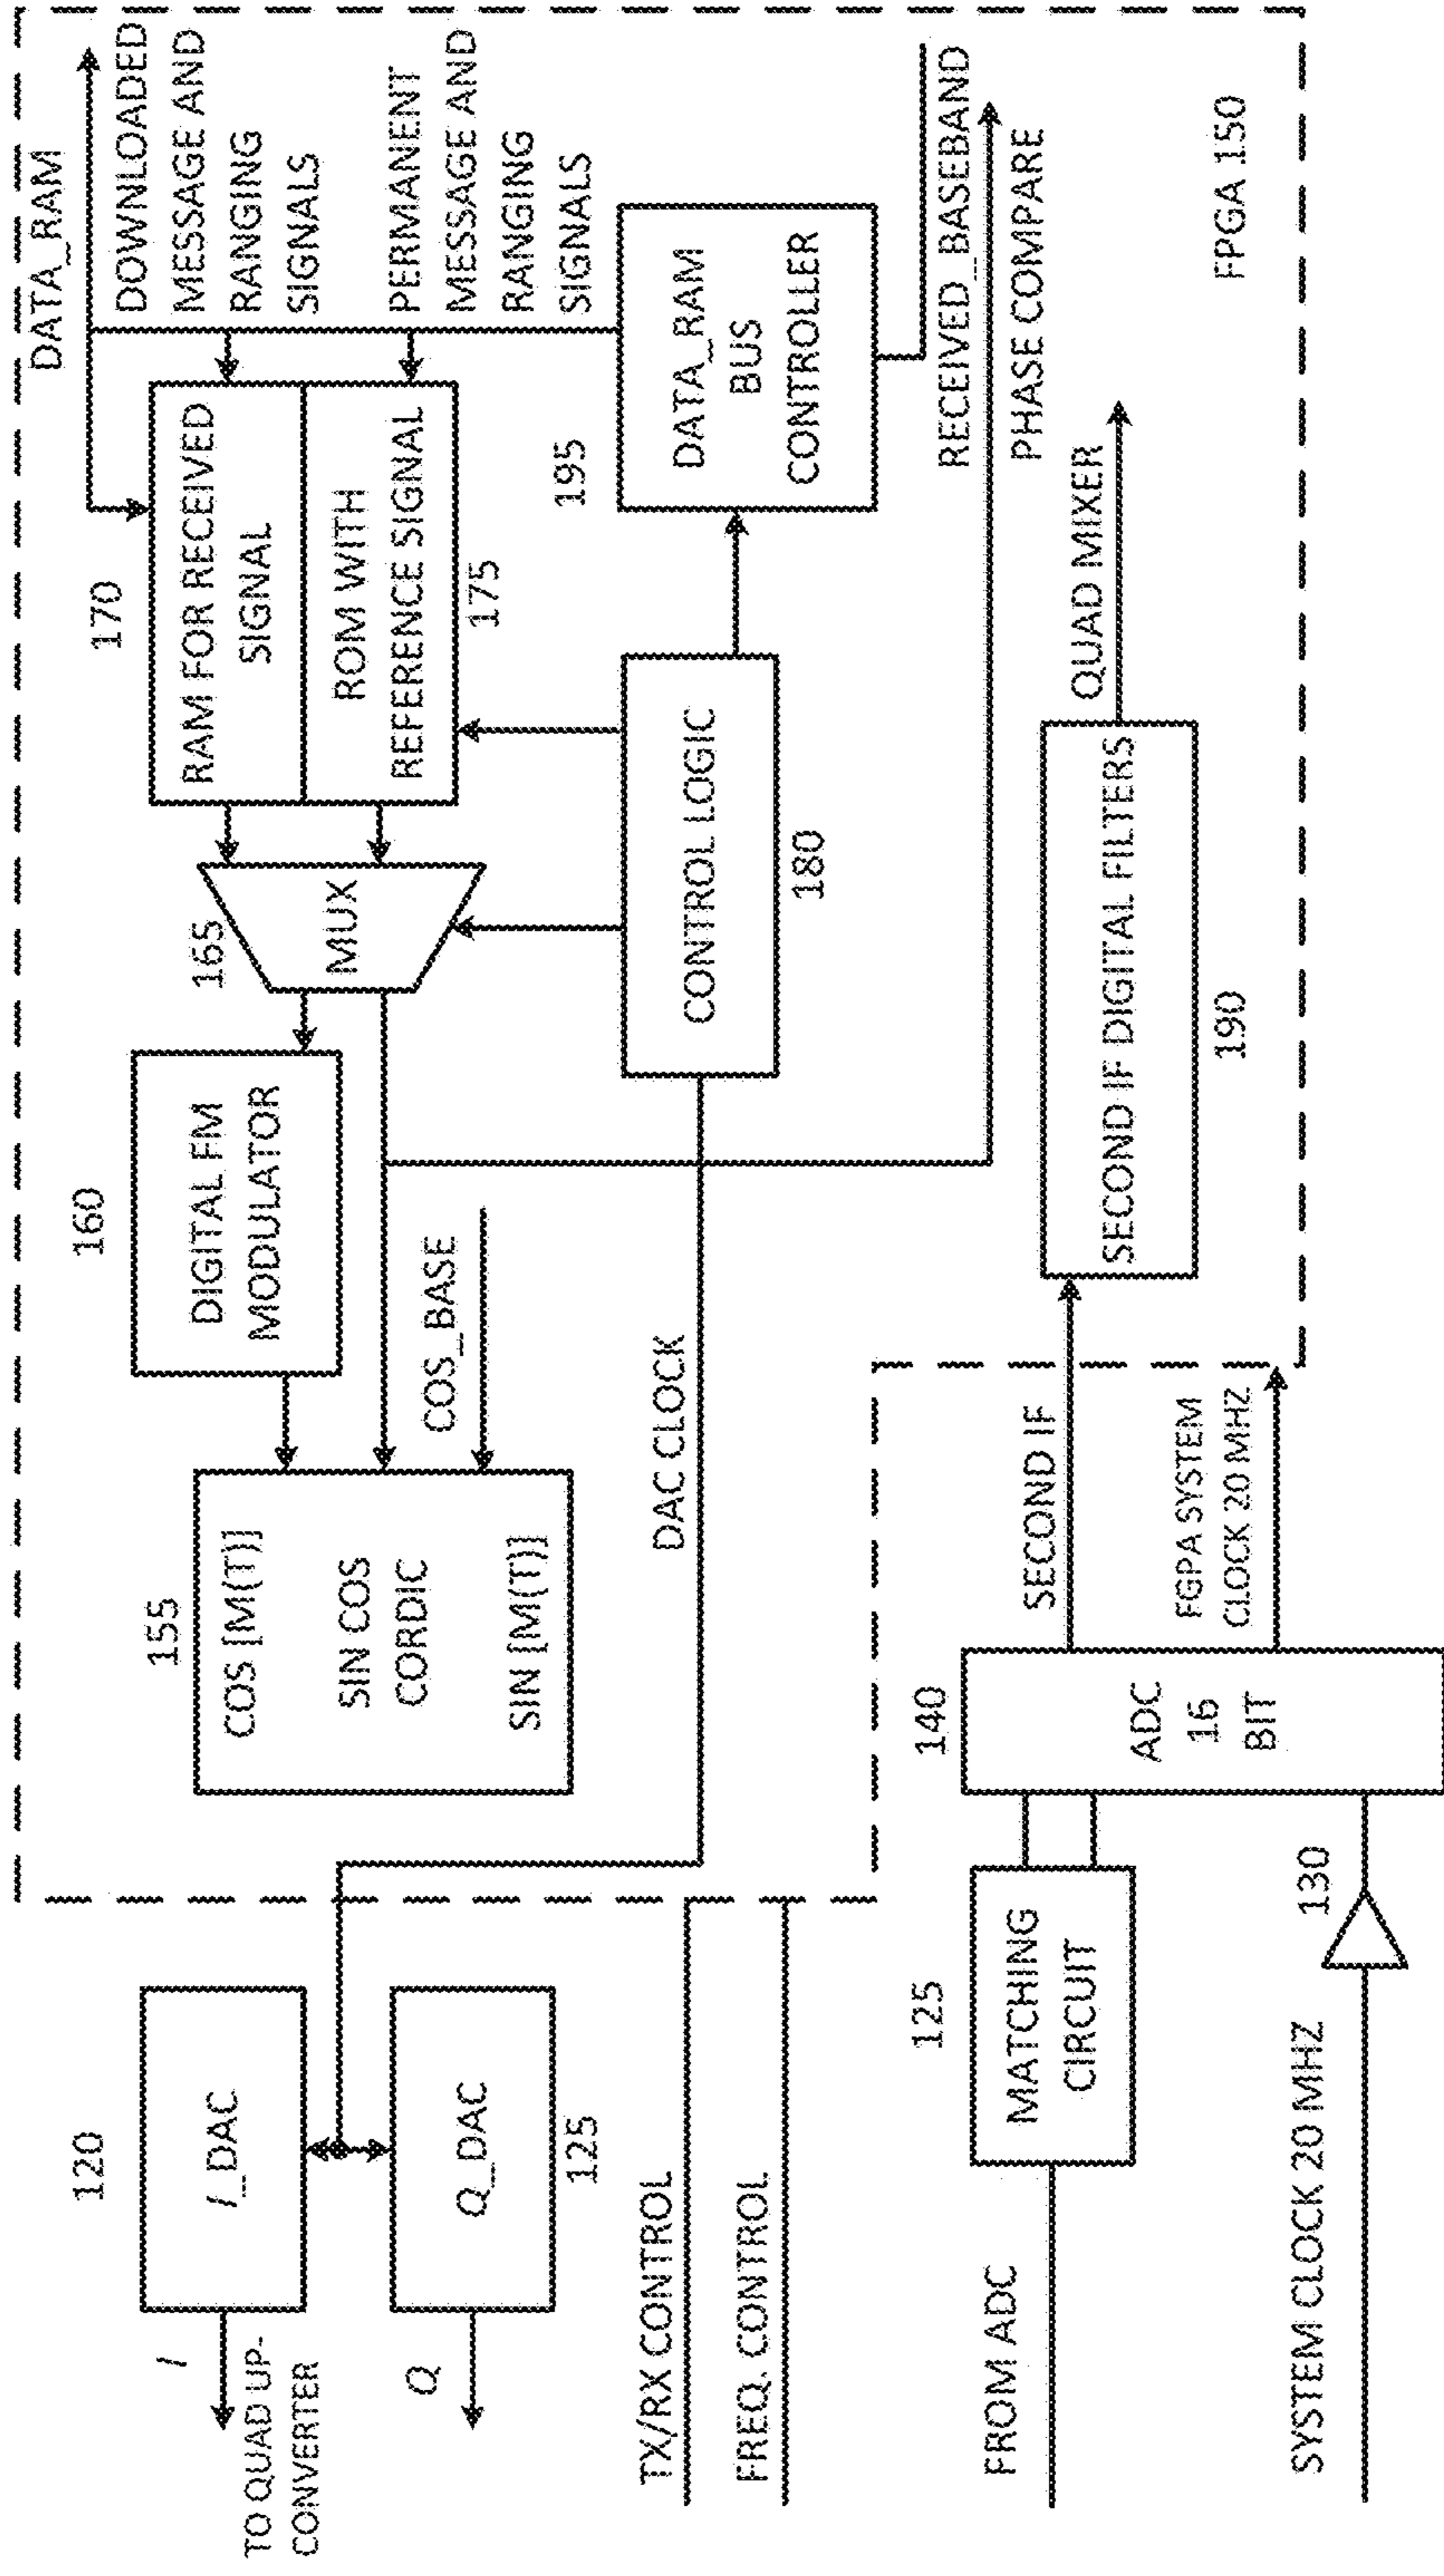 120
I
TO QUAD UP-
CONVERTER
I_DAC
Q
Q_DAC
125
155
COS [M(T)]
SIN COS
CORDIC
SIN [M(T)]
160
DIGITAL FM
MODULATOR
COS_BASE
165
MUX
170
RAM FOR RECEIVED
SIGNAL
ROM WITH
REFERENCE SIGNAL
175
DATA_RAM
DOWNLOADED
MESSAGE AND
RANGING
SIGNALS
PERMANENT
MESSAGE AND
RANGING
SIGNALS
195
DATA_RAM
BUS
CONTROLLER
CONTROL LOGIC
180
DAC CLOCK
TX/RX CONTROL
FREQ. CONTROL
RECEIVED_BASEBAND
PHASE COMPARE
FROM ADC
125
MATCHING
CIRCUIT
140
ADC
16
BIT
SECOND IF
FGPA SYSTEM
CLOCK 20 MHZ
SECOND IF DIGITAL FILTERS
190
QUAD MIXER
FPGA 150
SYSTEM CLOCK 20 MHZ
130